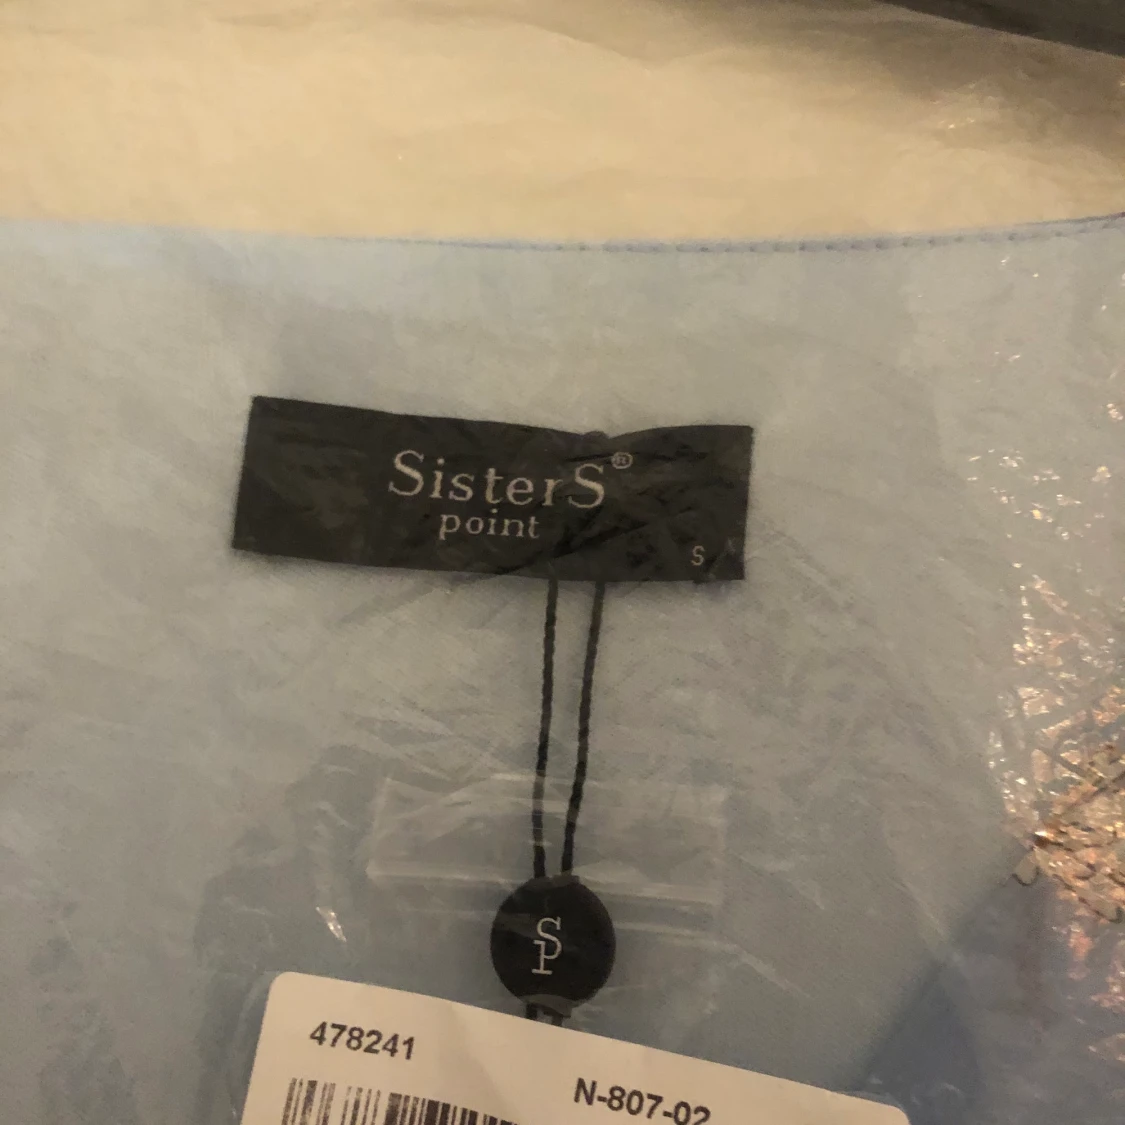 SisterS®
point
S
SP
478241
N-807-02